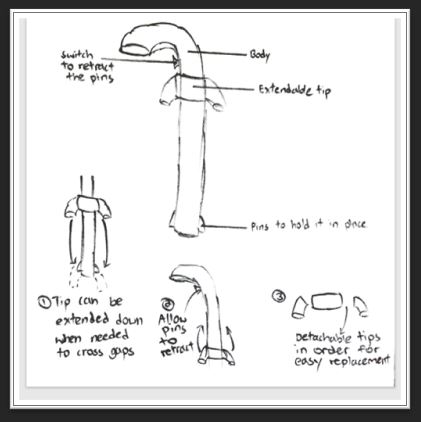 switch
to retract
the pins
Body
Extendable tip
Pins to hold it in place
① Tip can be
extended down
when needed
to cross gaps
②
Allow
pins
to
retract
③
Detachable tips
in order for
easy replacement